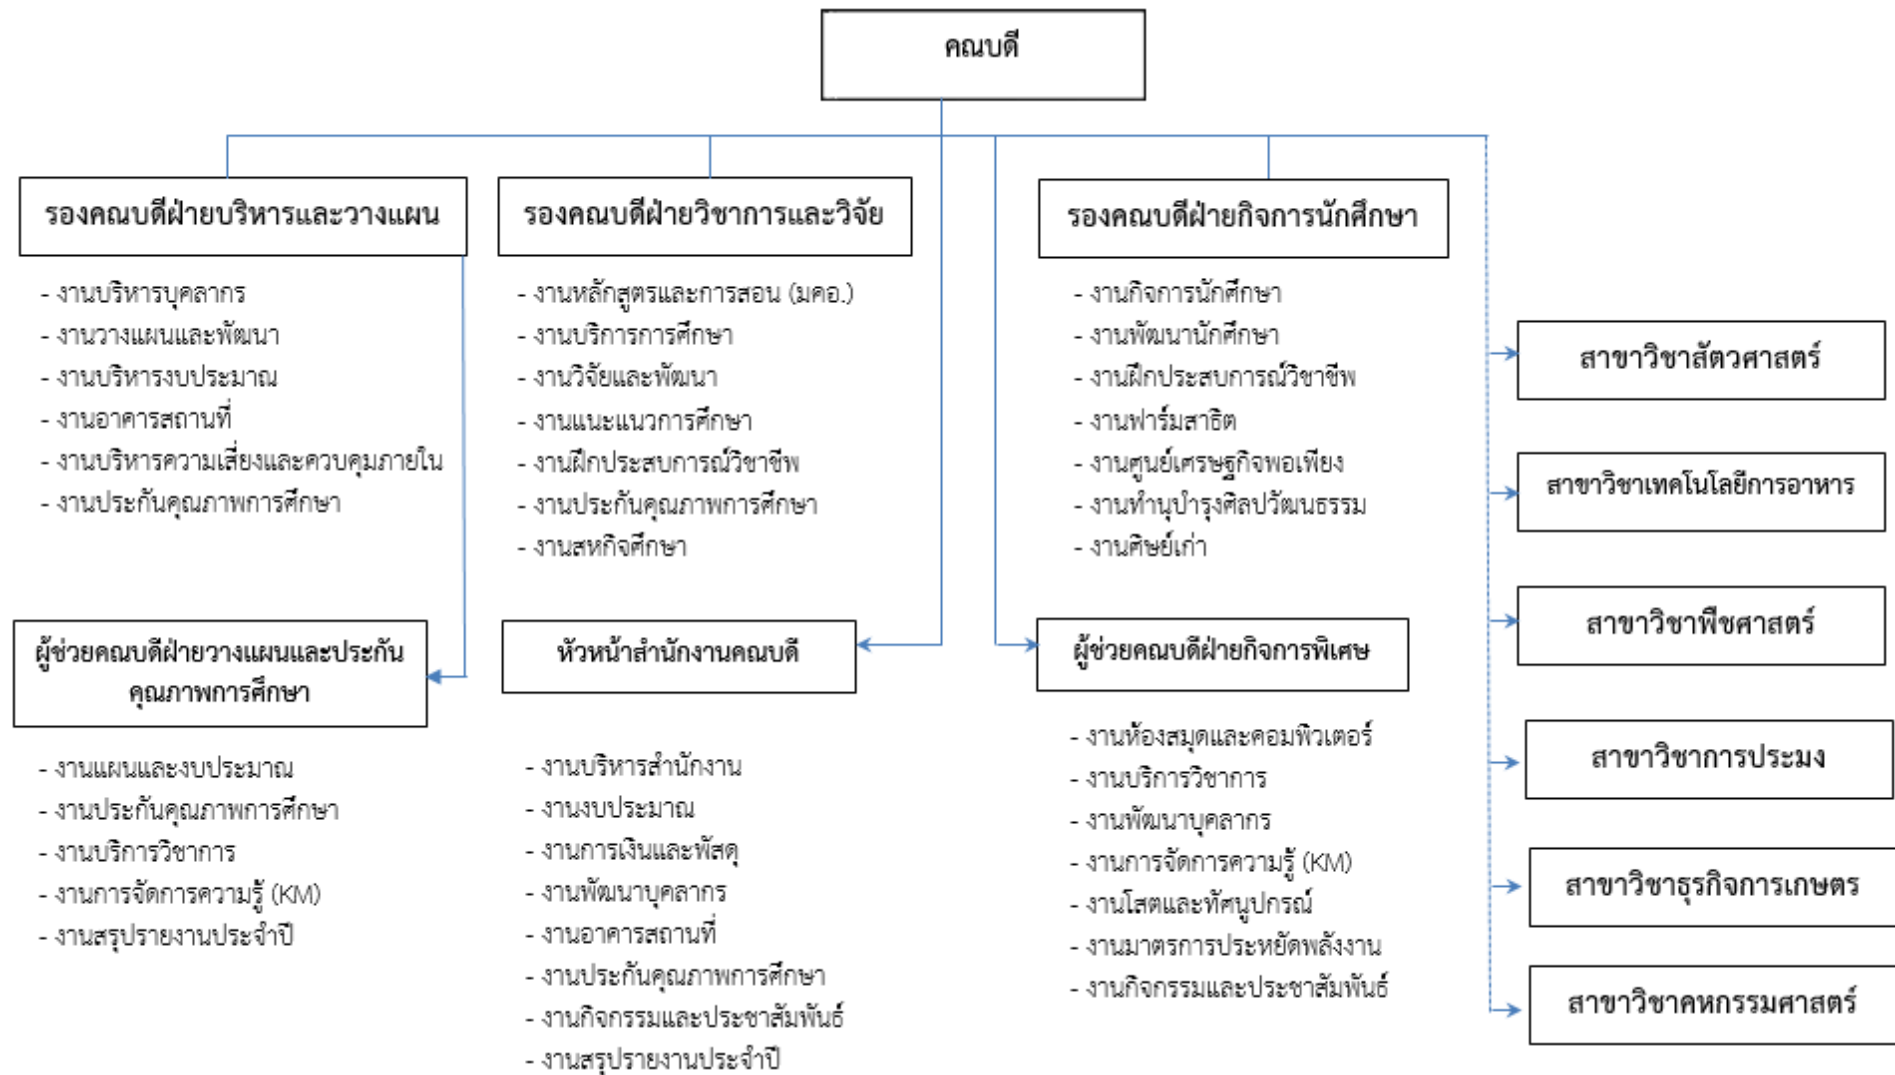 คณบดี
รองคณบดีฝ่ายบริหารและวางแผน
- งานบริหารบุคลากร
- งานวางแผนและพัฒนา
- งานบริหารงบประมาณ
- งานอาคารสถานที่
- งานบริหารความเสี่ยงและควบคุมภายใน
- งานประกันคุณภาพการศึกษา
รองคณบดีฝ่ายวิชาการและวิจัย
- งานหลักสูตรและการสอน (มคอ.)
- งานบริการการศึกษา
- งานวิจัยและพัฒนา
- งานแนะแนวการศึกษา
- งานฝึกประสบการณ์วิชาชีพ
- งานประกันคุณภาพการศึกษา
- งานสหกิจศึกษา
รองคณบดีฝ่ายกิจการนักศึกษา
- งานกิจการนักศึกษา
- งานพัฒนานักศึกษา
- งานฝึกประสบการณ์วิชาชีพ
- งานฟาร์มสาธิต
- งานศูนย์เศรษฐกิจพอเพียง
- งานทำนุบำรุงศิลปวัฒนธรรม
- งานศิษย์เก่า
ผู้ช่วยคณบดีฝ่ายวางแผนและประกัน
คุณภาพการศึกษา
- งานแผนและงบประมาณ
- งานประกันคุณภาพการศึกษา
- งานบริการวิชาการ
- งานการจัดการความรู้ (KM)
- งานสรุปรายงานประจำปี
หัวหน้าสำนักงานคณบดี
- งานบริหารสำนักงาน
- งานงบประมาณ
- งานการเงินและพัสดุ
- งานพัฒนาบุคลากร
- งานอาคารสถานที่
- งานประกันคุณภาพการศึกษา
- งานกิจกรรมและประชาสัมพันธ์
- งานสรุปรายงานประจำปี
ผู้ช่วยคณบดีฝ่ายกิจการพิเศษ
- งานห้องสมุดและคอมพิวเตอร์
- งานบริการวิชาการ
- งานพัฒนาบุคลากร
- งานการจัดการความรู้ (KM)
- งานโสตและทัศนูปกรณ์
- งานมาตรการประหยัดพลังงาน
- งานกิจกรรมและประชาสัมพันธ์
สาขาวิชาสัตวศาสตร์
สาขาวิชาเทคโนโลยีการอาหาร
สาขาวิชาพืชศาสตร์
สาขาวิชาการประมง
สาขาวิชาธุรกิจการเกษตร
สาขาวิชาคหกรรมศาสตร์